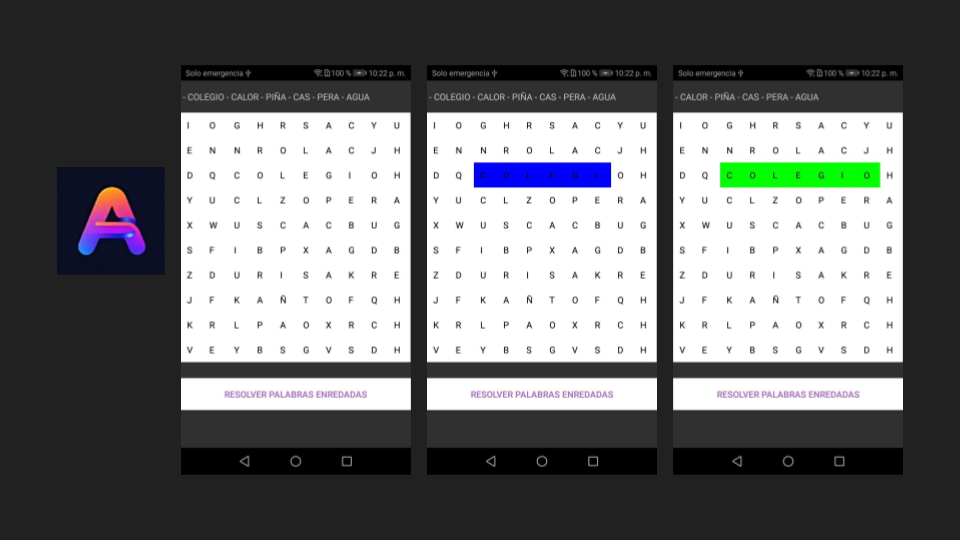 Solo emergencia 100 % 10:22 p. m.
- COLEGIO - CALOR - PIÑA - CAS - PERA - AGUA
I O G H R S A C Y U
E N N R O L A C J H
D Q C O L E G I O H
Y U C L Z O P E R A
X W U S C A C B U G
S F I B P X A G D B
Z D U R I S A K R E
J F K A Ñ T O F Q H
K R L P A O X R C H
V E Y B S G V S D H
RESOLVER PALABRAS ENREDADAS
Solo emergencia 100 % 10:22 p. m.
- COLEGIO - CALOR - PIÑA - CAS - PERA - AGUA
I O G H R S A C Y U
E N N R O L A C J H
D Q C O L E G I O H
Y U C L Z O P E R A
X W U S C A C B U G
S F I B P X A G D B
Z D U R I S A K R E
J F K A Ñ T O F Q H
K R L P A O X R C H
V E Y B S G V S D H
RESOLVER PALABRAS ENREDADAS
Solo emergencia 100 % 10:22 p. m.
- CALOR - PIÑA - CAS - PERA - AGUA
I O G H R S A C Y U
E N N R O L A C J H
D Q C O L E G I O H
Y U C L Z O P E R A
X W U S C A C B U G
S F I B P X A G D B
Z D U R I S A K R E
J F K A Ñ T O F Q H
K R L P A O X R C H
V E Y B S G V S D H
RESOLVER PALABRAS ENREDADAS